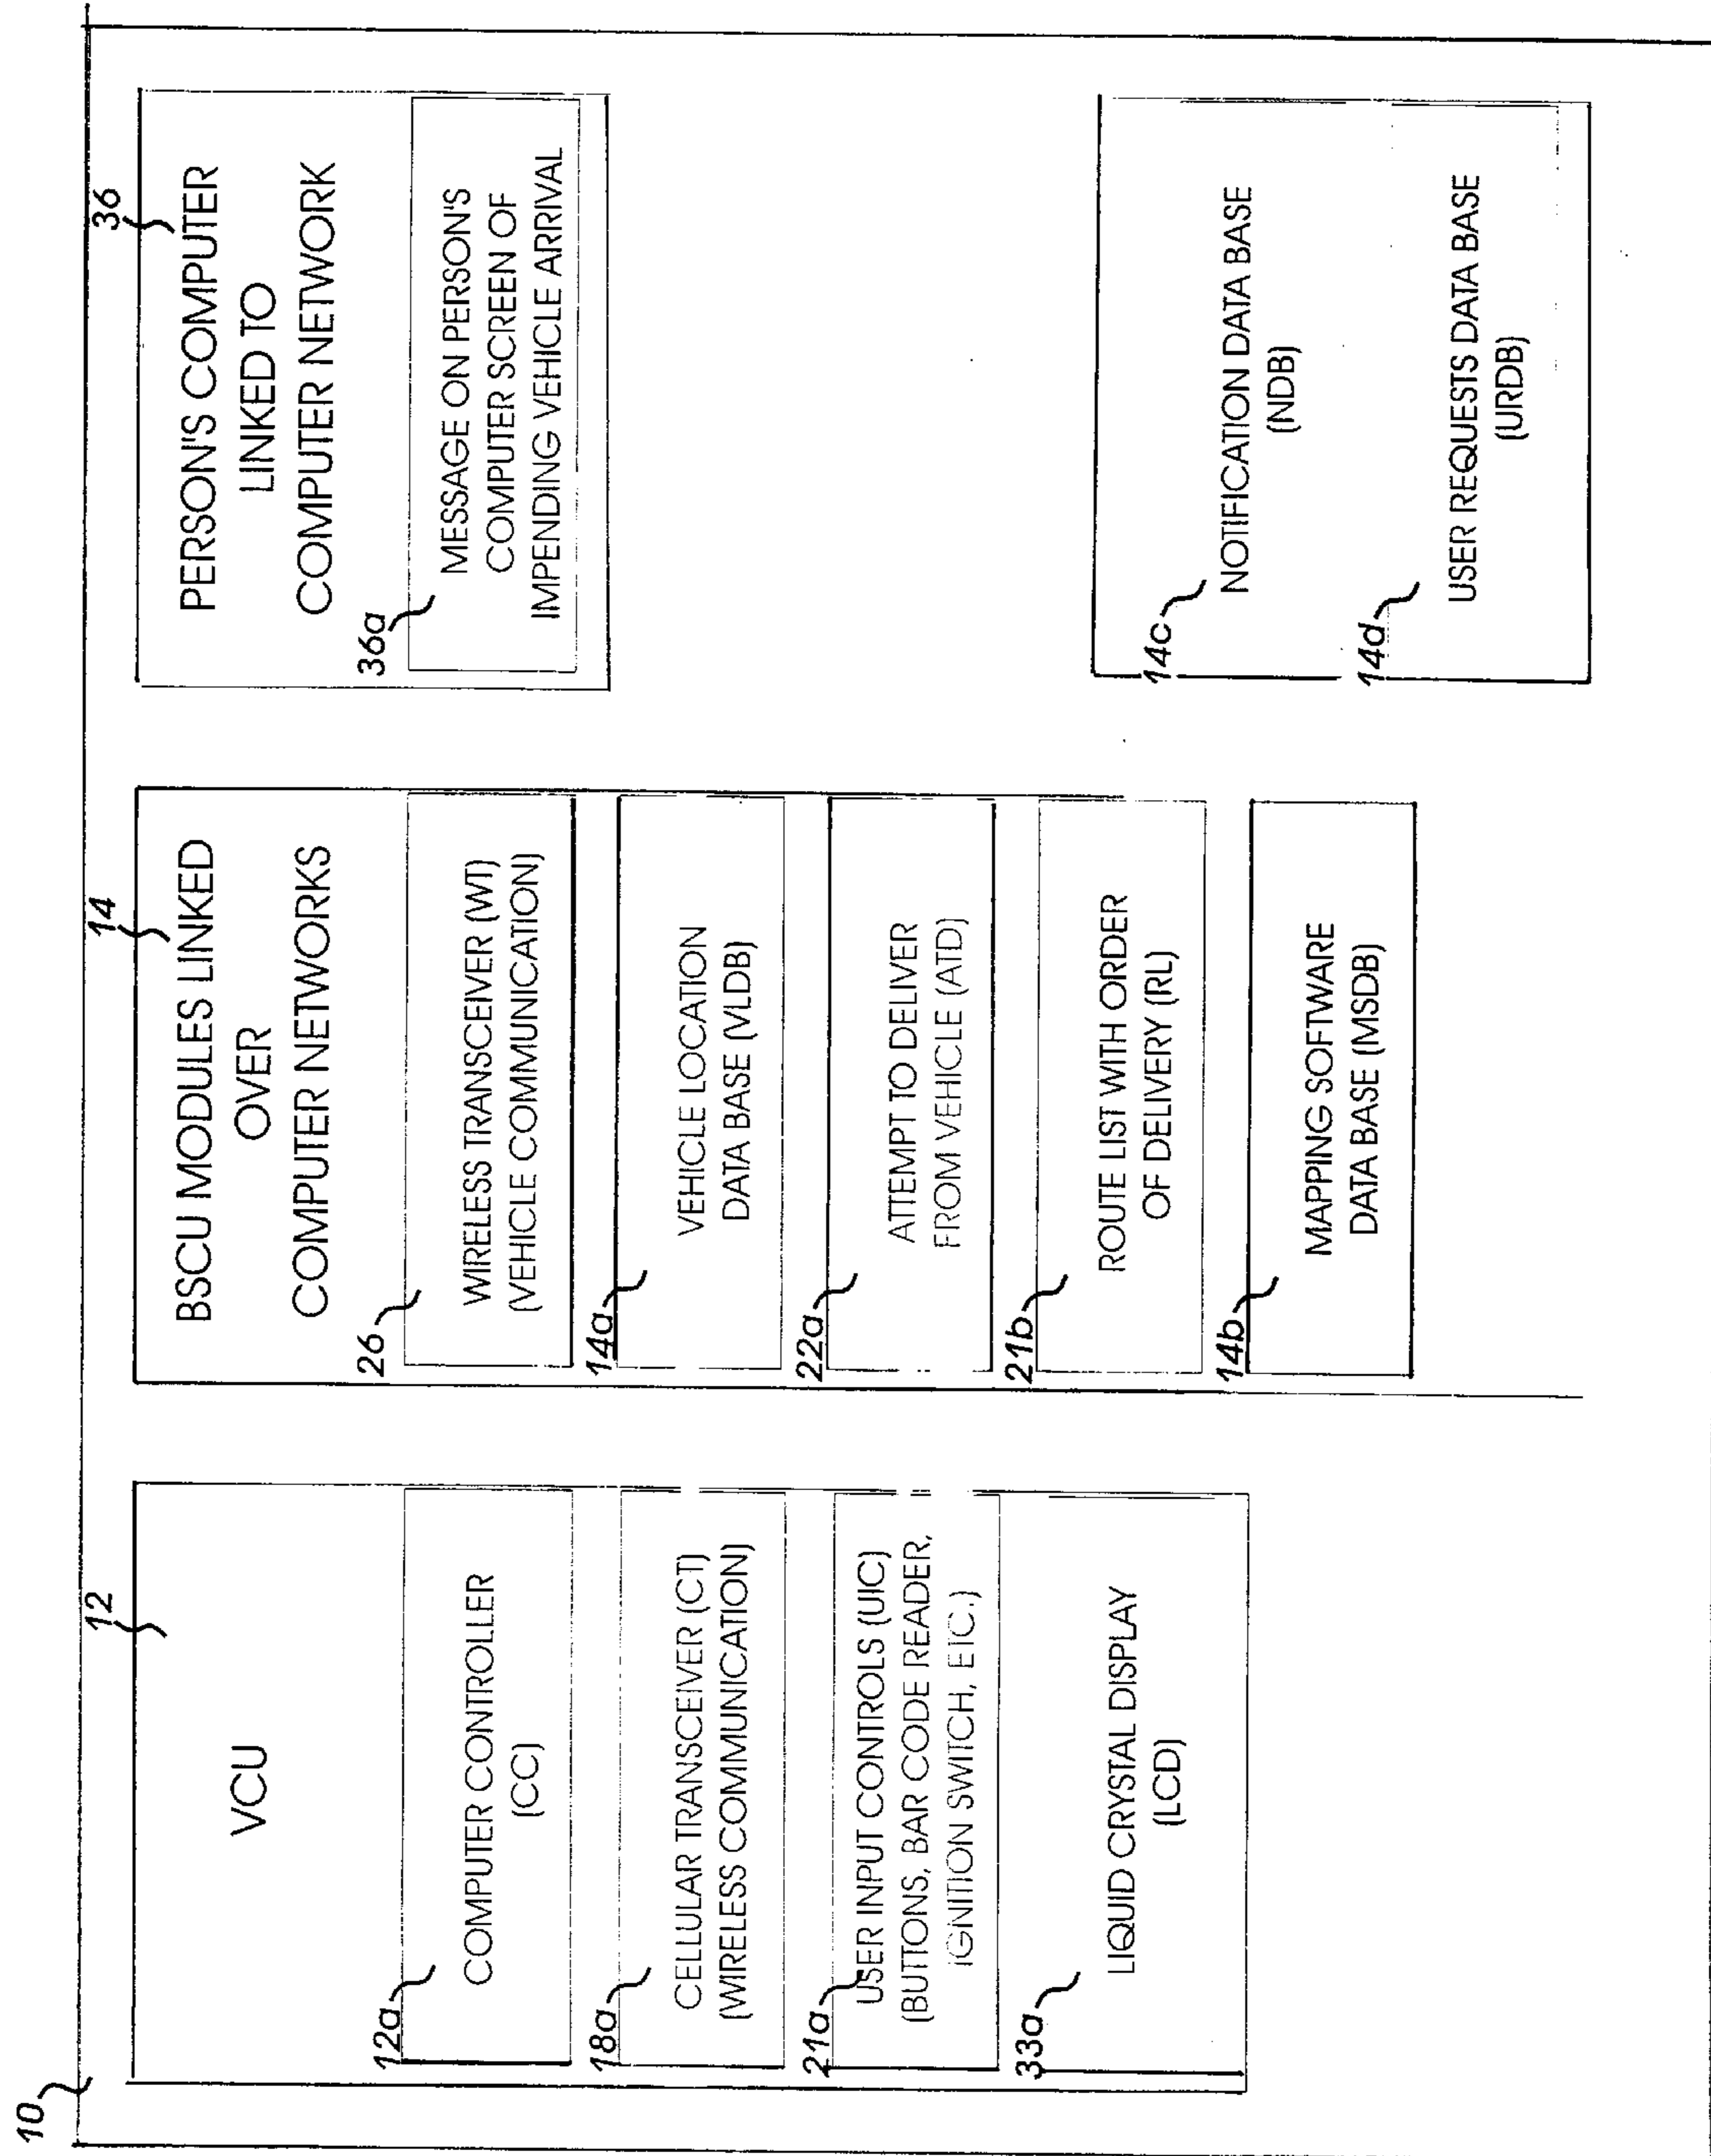 10
12
VCU
12a
COMPUTER CONTROLLER
(CC)
18a
CELLULAR TRANSCEIVER (CT)
(WIRELESS COMMUNICATION)
21a
USER INPUT CONTROLS (UIC)
(BUTTONS, BAR CODE READER,
IGNITION SWITCH, ETC.)
33a
LIQUID CRYSTAL DISPLAY
(LCD)
14
BSCU MODULES LINKED
OVER
COMPUTER NETWORKS
26
WIRELESS TRANSCEIVER (WT)
(VEHICLE COMMUNICATION)
14a
VEHICLE LOCATION
DATA BASE (VLDB)
22a
ATTEMPT TO DELIVER
FROM VEHICLE (ATD)
21b
ROUTE LIST WITH ORDER
OF DELIVERY (RL)
14b
MAPPING SOFTWARE
DATA BASE (MSDB)
36
PERSON'S COMPUTER
LINKED TO
COMPUTER NETWORK
36a
MESSAGE ON PERSON'S
COMPUTER SCREEN OF
IMPENDING VEHICLE ARRIVAL
14c
NOTIFICATION DATA BASE
(NDB)
14d
USER REQUESTS DATA BASE
(URDB)